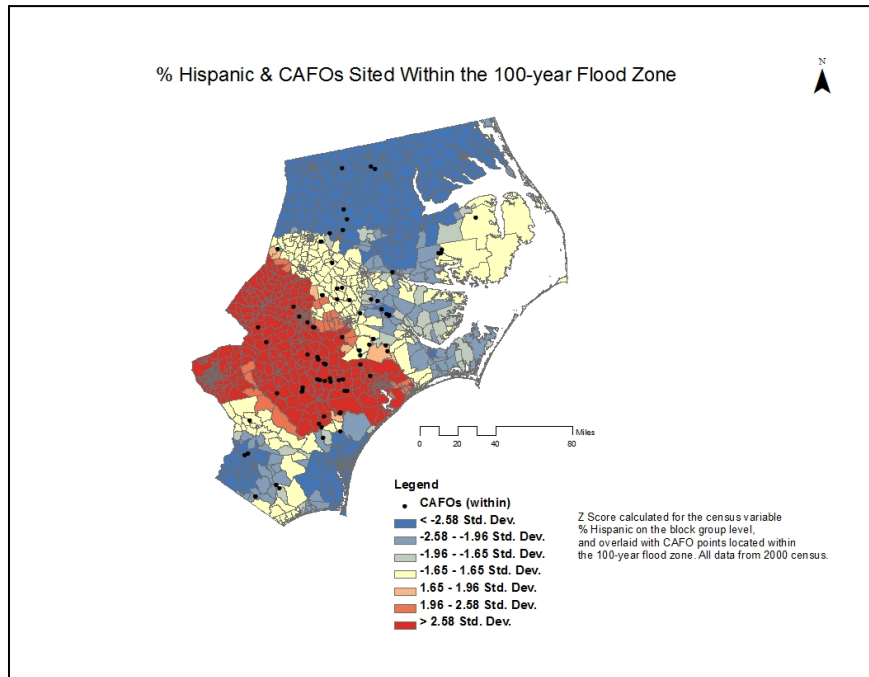 % Hispanic & CAFOs Sited Within the 100-year Flood Zone
N
0 10 20 40 80 Miles
Legend
CAFOs (within)
< -2.58 Std. Dev.
-2.58 - -1.96 Std. Dev.
-1.96 - -1.65 Std. Dev.
-1.65 - 1.65 Std. Dev.
1.65 - 1.96 Std. Dev.
1.96 - 2.58 Std. Dev.
> 2.58 Std. Dev.
Z Score calculated for the census variable
% Hispanic on the block group level,
and overlaid with CAFO points located within
the 100-year flood zone. All data from 2000 census.